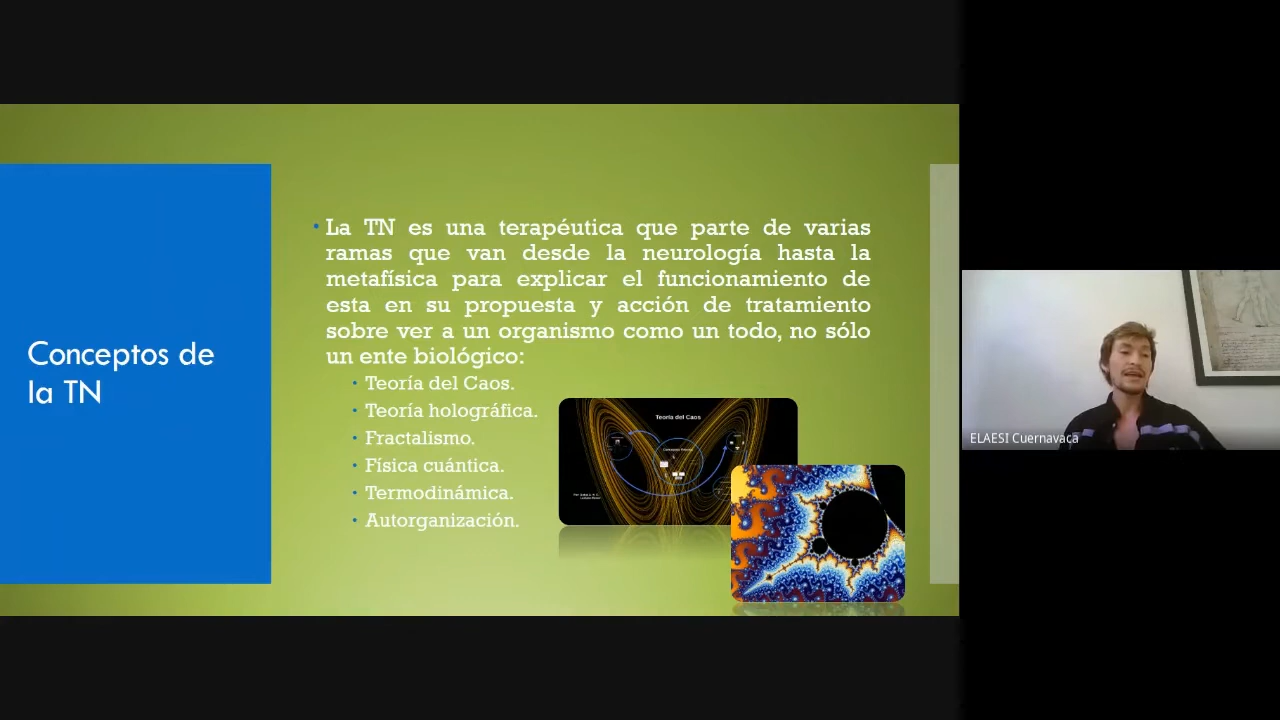 Conceptos de
la TN
• La TN es una terapéutica que parte de varias
ramas que van desde la neurología hasta la
metafísica para explicar el funcionamiento de
esta en su propuesta y acción de tratamiento
sobre ver a un organismo como un todo, no sólo
un ente biológico:
• Teoría del Caos.
• Teoría holográfica.
• Fractalismo.
• Física cuántica.
• Termodinámica.
• Autorganización.
Teoría del Caos
ELAESI Cuernavaca